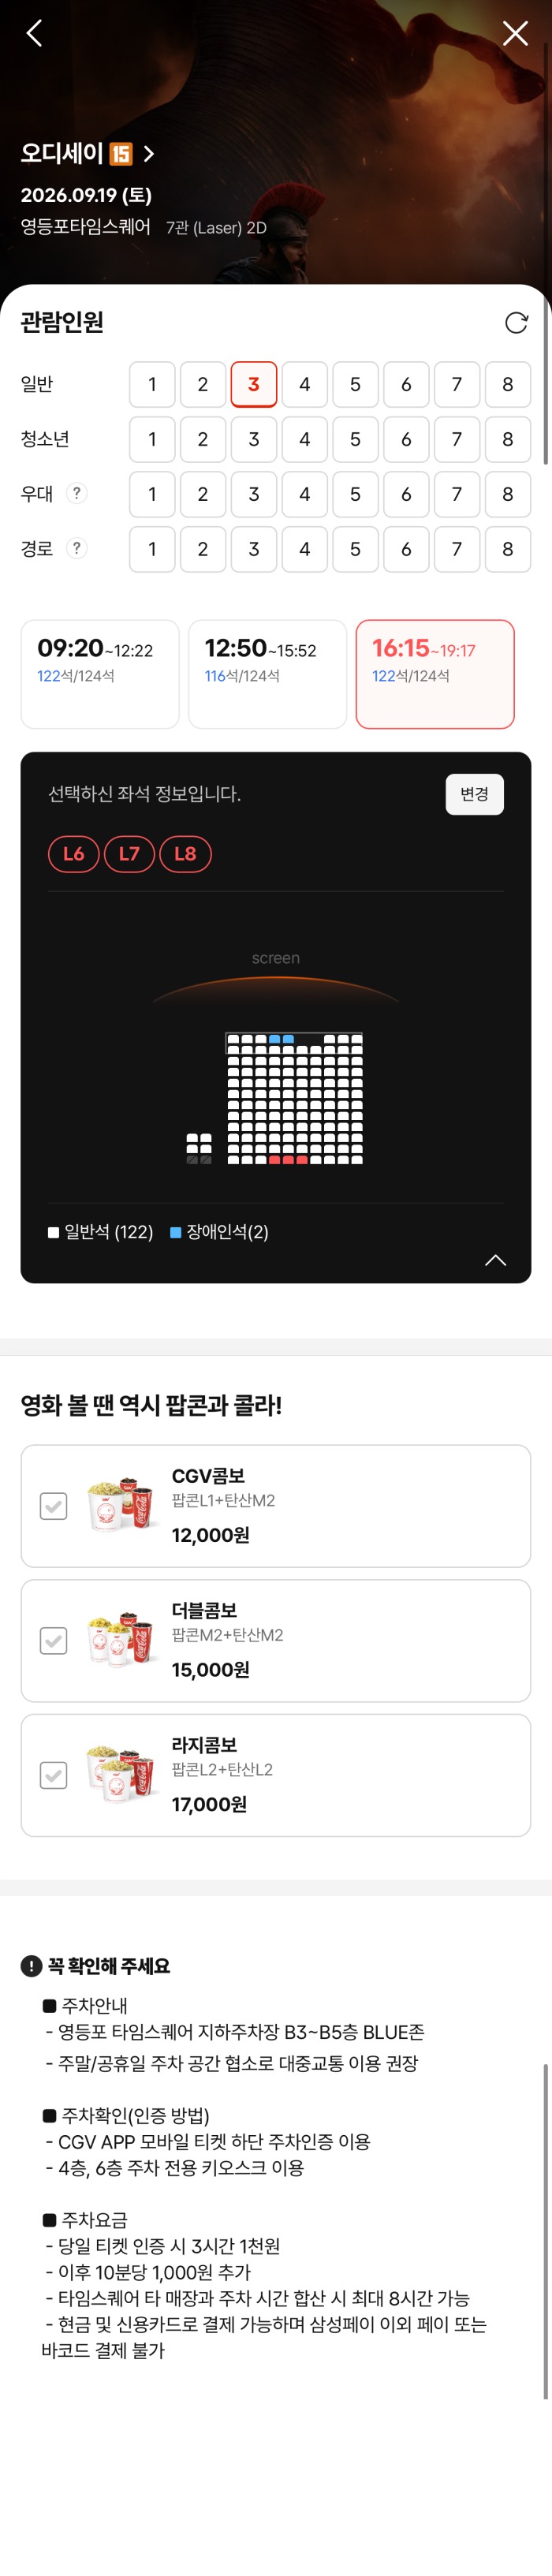 오디세이 15
2026.09.19 (토)
영등포타임스퀘어 7관 (Laser) 2D
관람인원
일반 1 2 3 4 5 6 7 8
청소년 1 2 3 4 5 6 7 8
우대 ? 1 2 3 4 5 6 7 8
경로 ? 1 2 3 4 5 6 7 8
09:20~12:22 12:50~15:52 16:15~19:17
122석/124석 116석/124석 122석/124석
선택하신 좌석 정보입니다. 변경
L6 L7 L8
screen
일반석 (122) 장애인석(2)
영화 볼 땐 역시 팝콘과 콜라!
CGV콤보
팝콘L1+탄산M2
12,000원
더블콤보
팝콘M2+탄산M2
15,000원
라지콤보
팝콘L2+탄산L2
17,000원
! 꼭 확인해 주세요
■ 주차안내
- 영등포 타임스퀘어 지하주차장 B3~B5층 BLUE존
- 주말/공휴일 주차 공간 협소로 대중교통 이용 권장
■ 주차확인(인증 방법)
- CGV APP 모바일 티켓 하단 주차인증 이용
- 4층, 6층 주차 전용 키오스크 이용
■ 주차요금
- 당일 티켓 인증 시 3시간 1천원
- 이후 10분당 1,000원 추가
- 타임스퀘어 타 매장과 주차 시간 합산 시 최대 8시간 가능
- 현금 및 신용카드로 결제 가능하며 삼성페이 이외 페이 또는
바코드 결제 불가